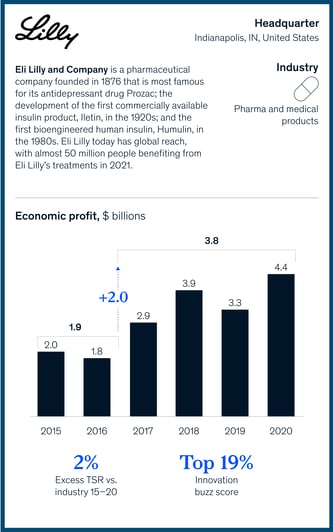 Lilly
Headquarter
Indianapolis, IN, United States
Eli Lilly and Company is a pharmaceutical
company founded in 1876 that is most famous
for its antidepressant drug Prozac; the
development of the first commercially available
insulin product, Iletin, in the 1920s; and the
first bioengineered human insulin, Humulin, in
the 1980s. Eli Lilly today has global reach,
with almost 50 million people benefiting from
Eli Lilly's treatments in 2021.
Industry
Pharma and medical
products
Economic profit, $ billions
3.8
+2.0
1.9
2.0
1.8
2.9
3.9
3.3
4.4
2015
2016
2017
2018
2019
2020
2%
Excess TSR vs.
industry 15–20
Top 19%
Innovation
buzz score